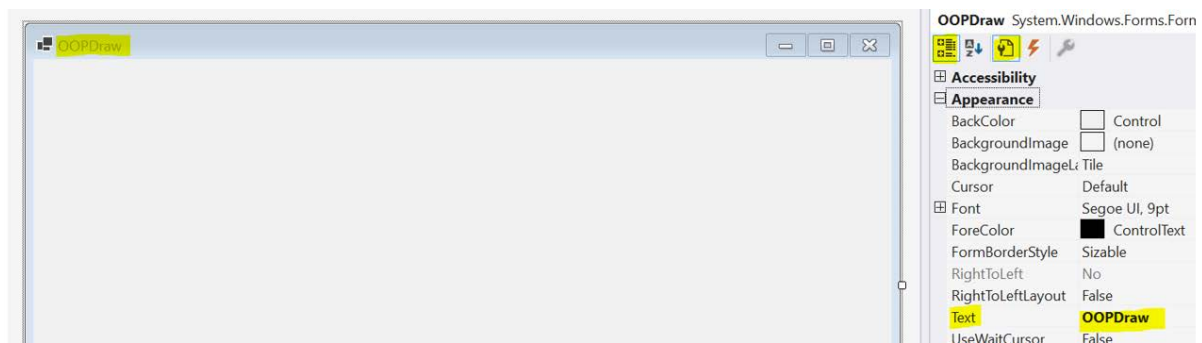 OOPDraw System.Windows.Forms.Forn
OOPDraw
Accessibility
Appearance
BackColor Control
BackgroundImage (none)
BackgroundImageLa Tile
Cursor Default
Font Segoe UI, 9pt
ForeColor ControlText
FormBorderStyle Sizable
RightToLeft No
RightToLeftLayout False
Text OOPDraw
UseWaitCursor False